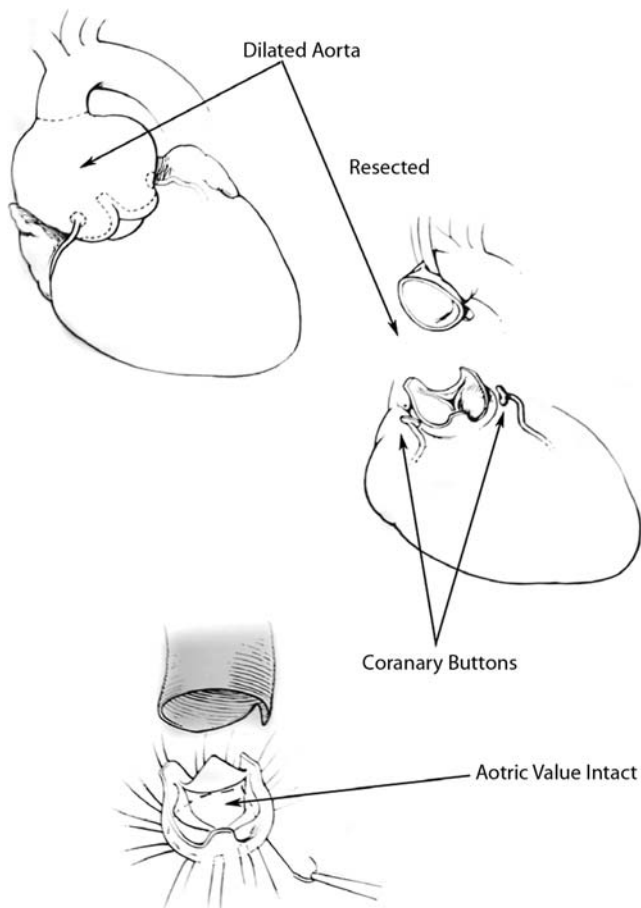 Dilated Aorta
Resected
Coranary Buttons
Aotric Value Intact